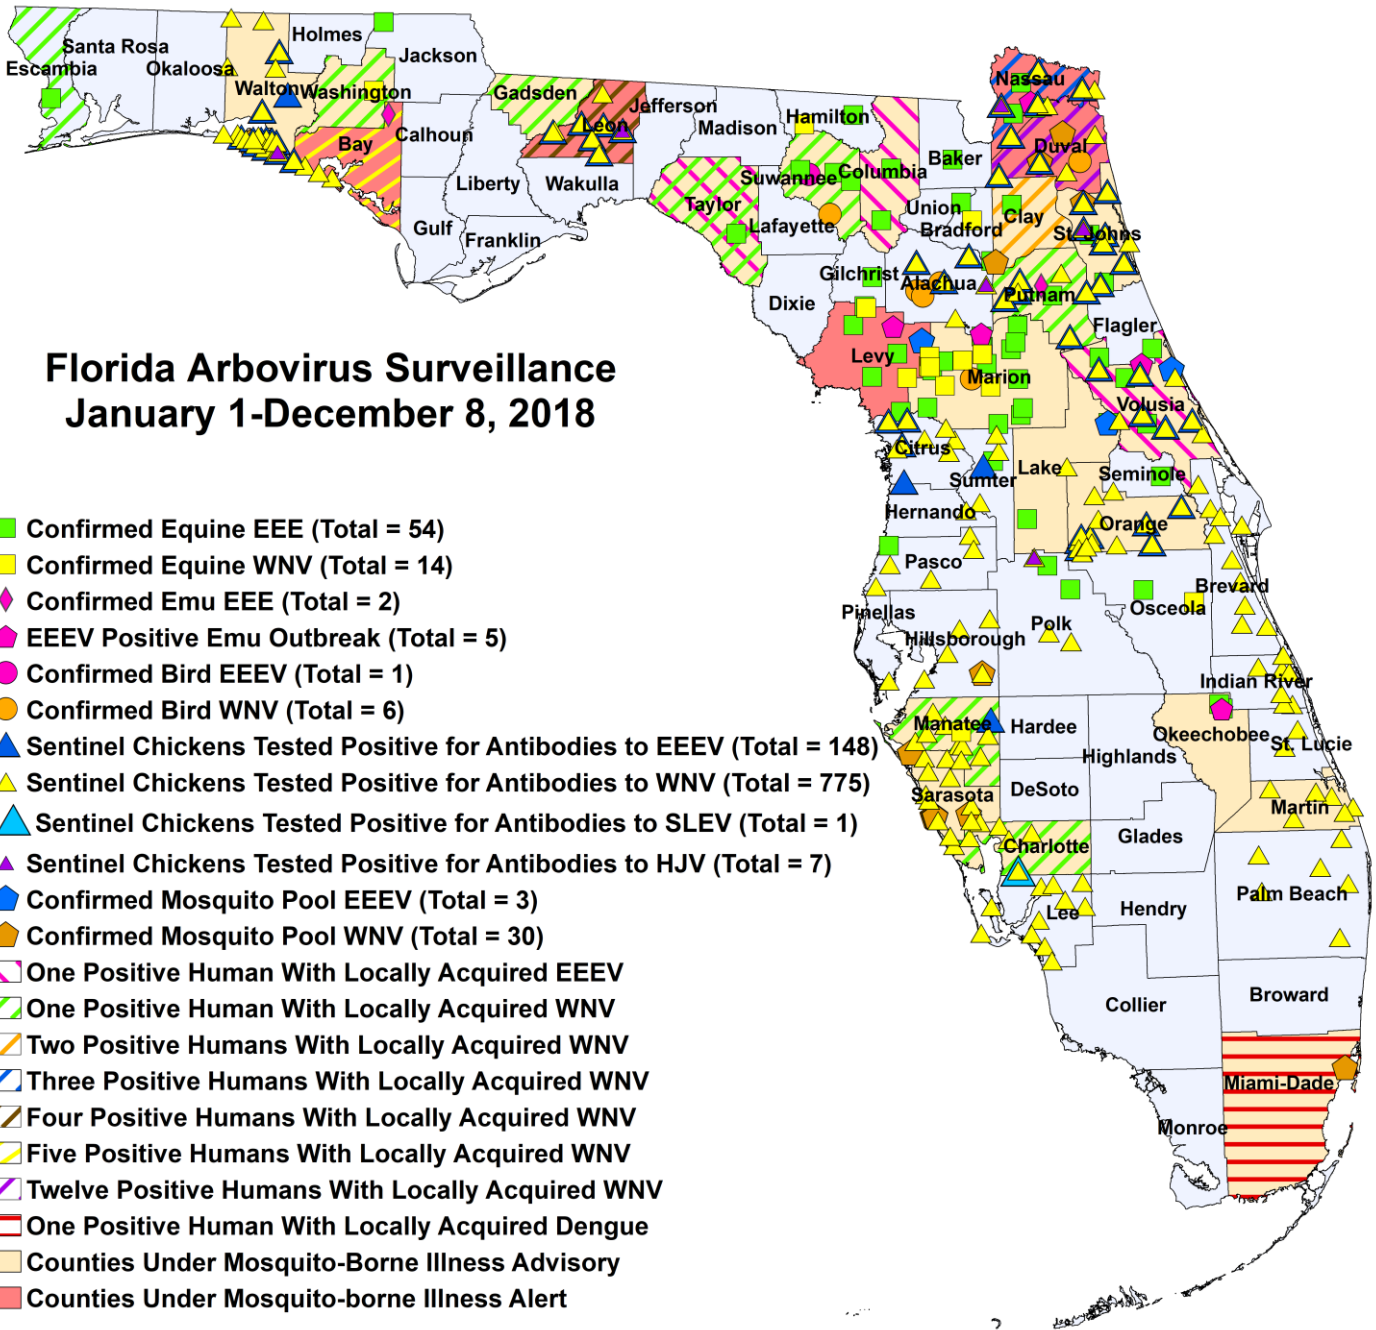 Holmes
Jackson
Santa Rosa
Escambia
Okaloosa
Walton
Washington
Gadsden
Leon
Jefferson
Madison
Hamilton
Nassau
Calhoun
Bay
Liberty
Wakulla
Suwannee
Columbia
Baker
Duval
Gulf
Franklin
Taylor
Lafayette
Union
Bradford
Clay
St. Johns
Gilchrist
Alachua
Putnam
Dixie
Flagler
Levy
Marion
Volusia
Citrus
Sumter
Lake
Seminole
Hernando
Orange
Pasco
Brevard
Osceola
Pinellas
Hillsborough
Polk
Indian River
Manatee
Hardee
Okeechobee
St. Lucie
Highlands
DeSoto
Sarasota
Martin
Charlotte
Glades
Lee
Hendry
Palm Beach
Collier
Broward
Miami-Dade
Monroe
Florida Arbovirus Surveillance
January 1-December 8, 2018
Confirmed Equine EEE (Total = 54)
Confirmed Equine WNV (Total = 14)
Confirmed Emu EEE (Total = 2)
EEEV Positive Emu Outbreak (Total = 5)
Confirmed Bird EEEV (Total = 1)
Confirmed Bird WNV (Total = 6)
Sentinel Chickens Tested Positive for Antibodies to EEEV (Total = 148)
Sentinel Chickens Tested Positive for Antibodies to WNV (Total = 775)
Sentinel Chickens Tested Positive for Antibodies to SLEV (Total = 1)
Sentinel Chickens Tested Positive for Antibodies to HJV (Total = 7)
Confirmed Mosquito Pool EEEV (Total = 3)
Confirmed Mosquito Pool WNV (Total = 30)
One Positive Human With Locally Acquired EEEV
One Positive Human With Locally Acquired WNV
Two Positive Humans With Locally Acquired WNV
Three Positive Humans With Locally Acquired WNV
Four Positive Humans With Locally Acquired WNV
Five Positive Humans With Locally Acquired WNV
Twelve Positive Humans With Locally Acquired WNV
One Positive Human With Locally Acquired Dengue
Counties Under Mosquito-Borne Illness Advisory
Counties Under Mosquito-borne Illness Alert